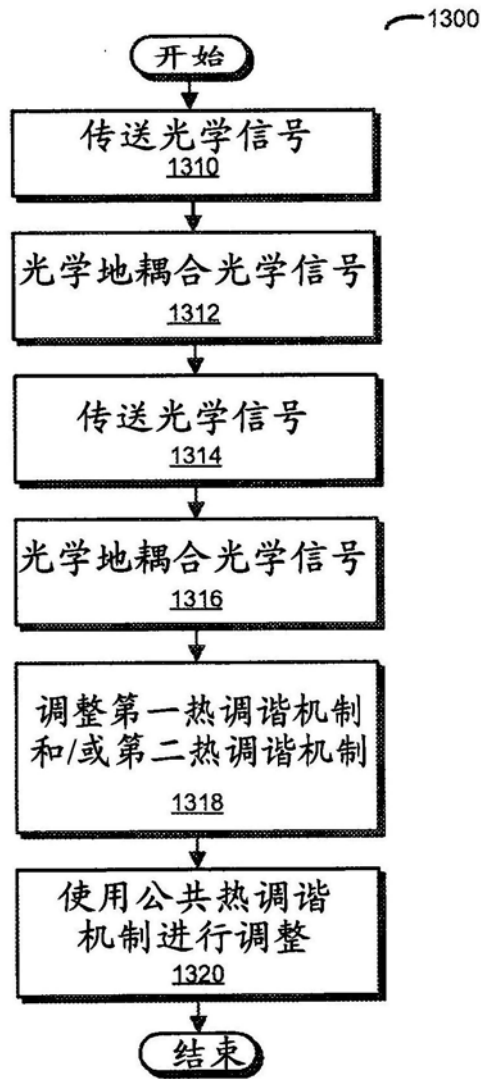 1300
开始
传送光学信号
1310
光学地耦合光学信号
1312
传送光学信号
1314
光学地耦合光学信号
1316
调整第一热调谐机制
和/或第二热调谐机制
1318
使用公共热调谐
机制进行调整
1320
结束